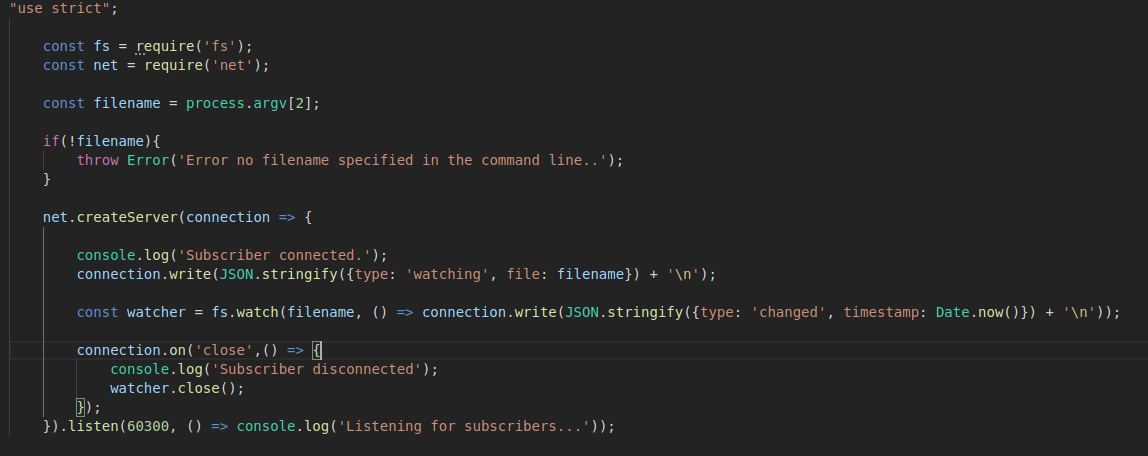 "use strict";
const fs = require('fs');
const net = require('net');
const filename = process.argv[2];
if(!filename){
throw Error('Error no filename specified in the command line..');
}
net.createServer(connection => {
console.log('Subscriber connected.');
connection.write(JSON.stringify({type: 'watching', file: filename}) + '\n');
const watcher = fs.watch(filename, () => connection.write(JSON.stringify({type: 'changed', timestamp: Date.now()}) + '\n'));
connection.on('close',() => {
console.log('Subscriber disconnected');
watcher.close();
});
}).listen(60300, () => console.log('Listening for subscribers...'));